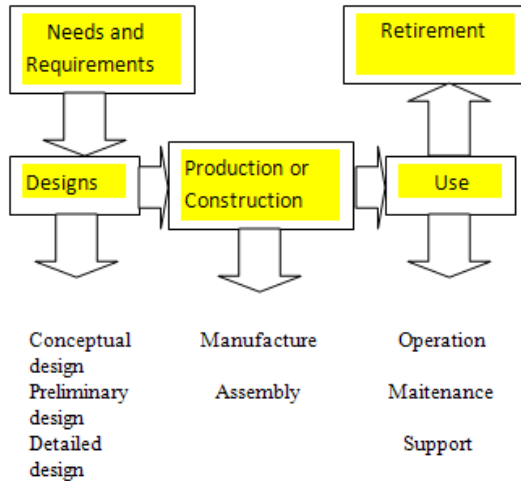 Needs and
Requirements
Retirement
Designs
Production or
Construction
Use
Conceptual
design
Preliminary
design
Detailed
design
Manufacture
Assembly
Operation
Maitenance
Support